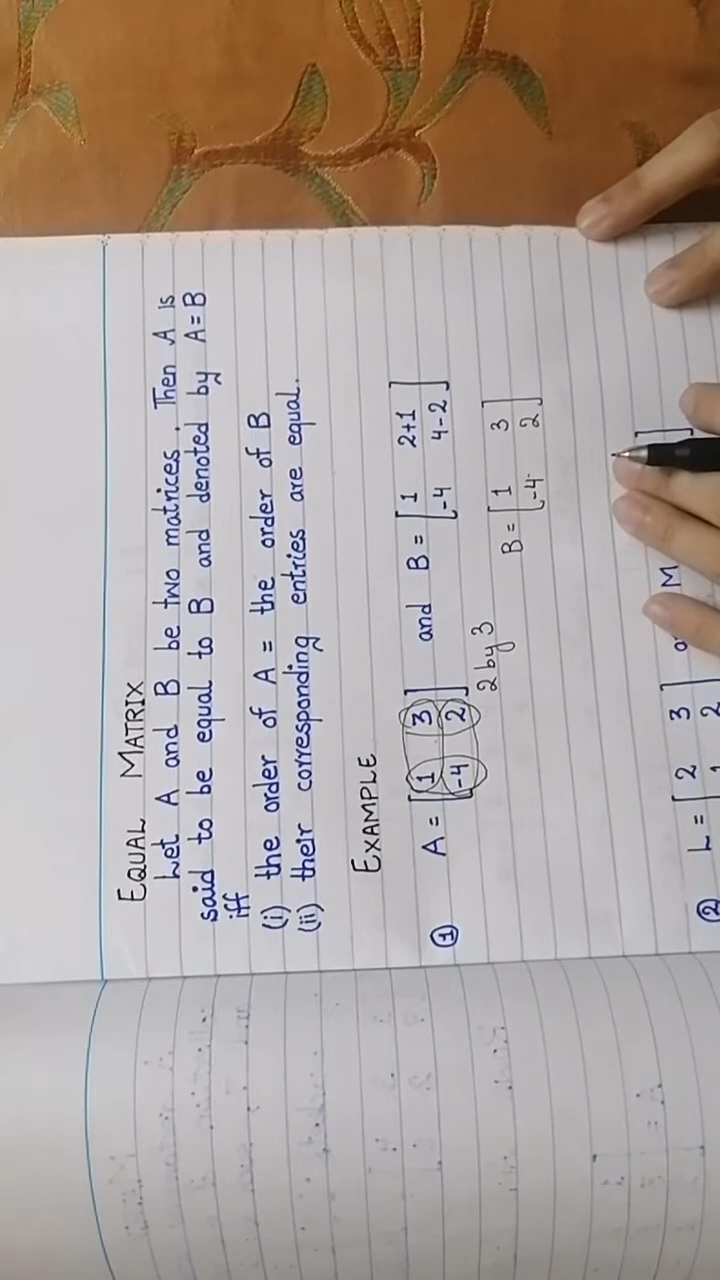 EQUAL MATRIX
Let A and B be two matrices. Then A is
said to be equal to B and denoted by A = B
iff
(i) the order of A = the order of B
(ii) their corresponding entries are equal.
EXAMPLE
① A = [ 1 3 ] and B = [ 1 2+1 ]
[ -4 2 ] [ -4 4-2 ]
2 by 3 B = [ 1 3 ]
[ -4 2 ]
② L = [ 2 3 ] M ]
1 2